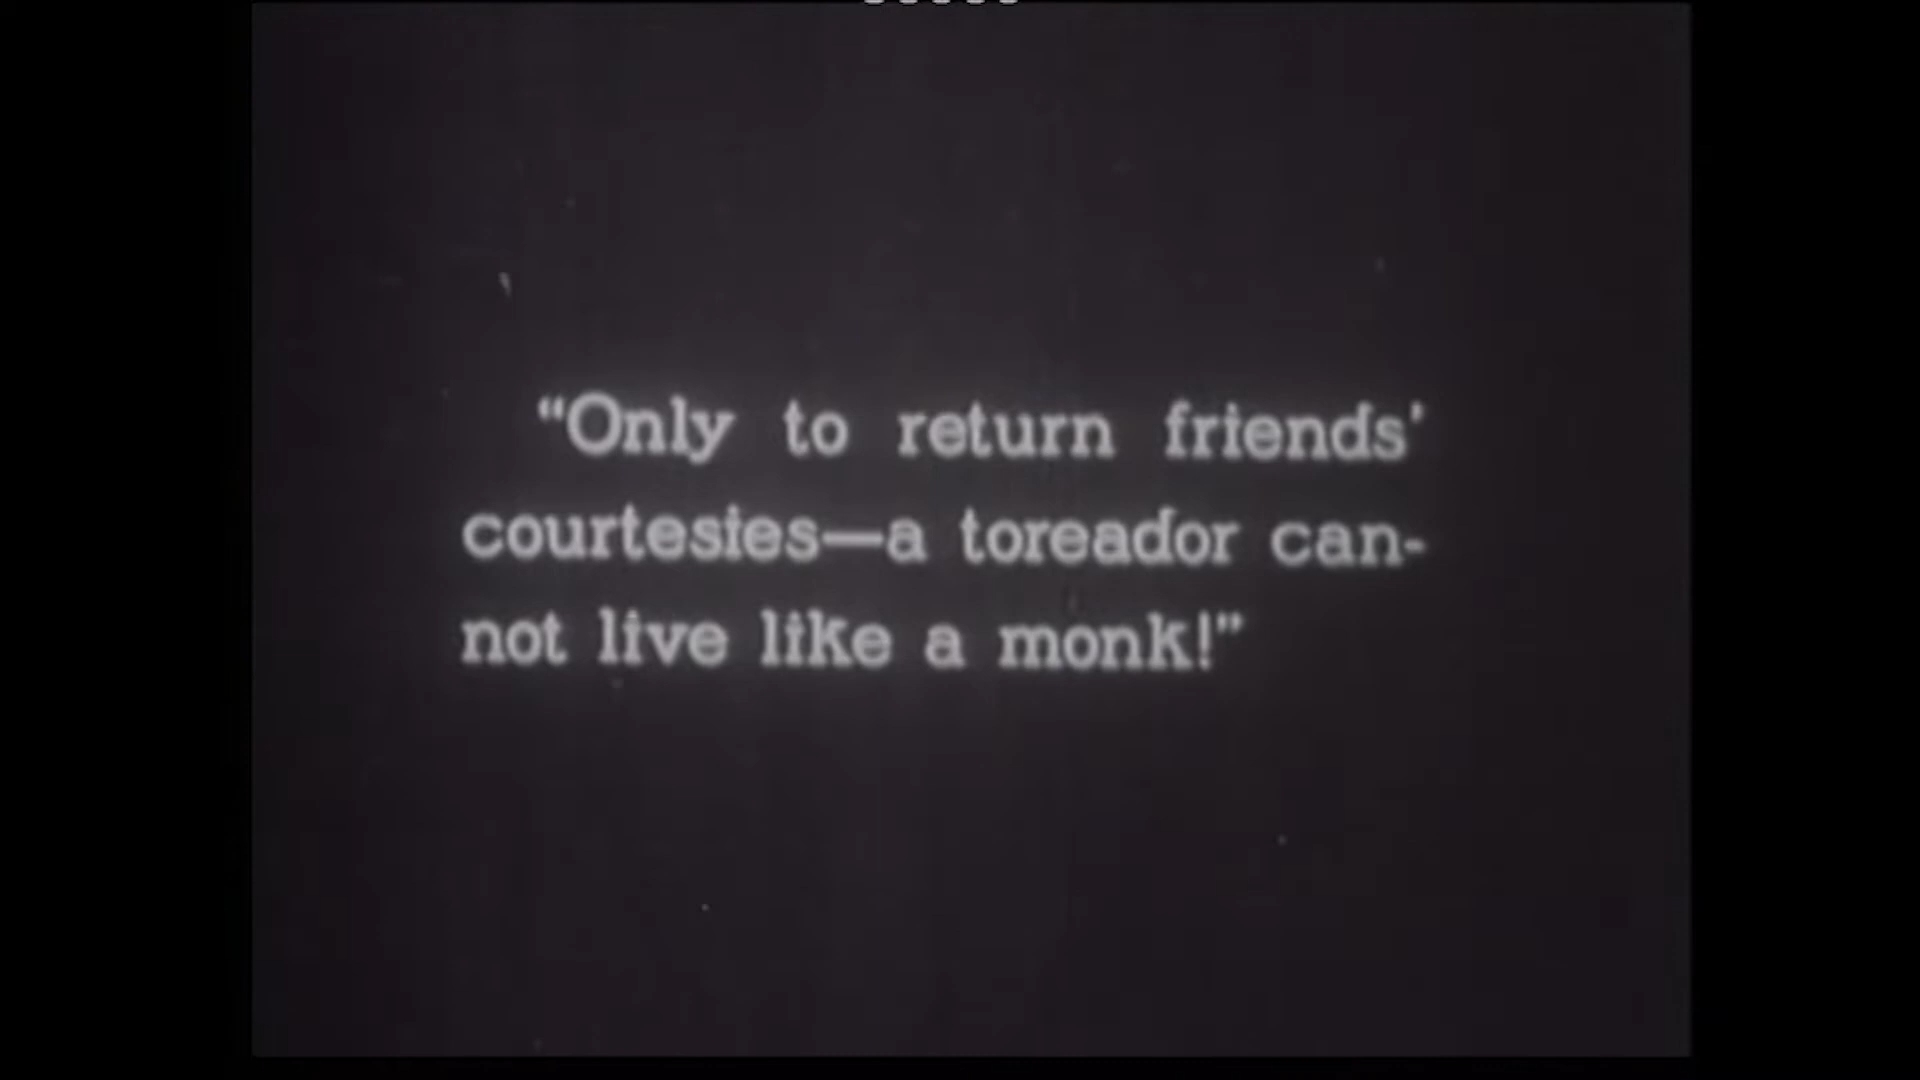 “Only to return friends’
courtesies—a toreador can-
not live like a monk!”